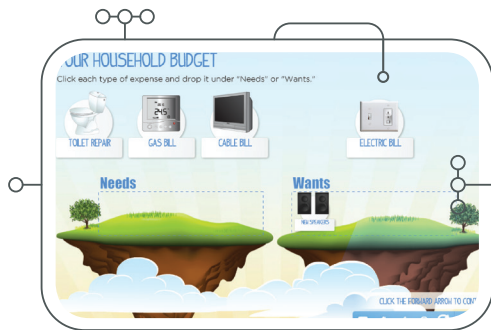 YOUR HOUSEHOLD BUDGET
Click each type of expense and drop it under "Needs" or "Wants."
TOILET REPAIR GAS BILL CABLE BILL ELECTRIC BILL
Needs Wants
NEW SPEAKERS
CLICK THE FORWARD ARROW TO CON